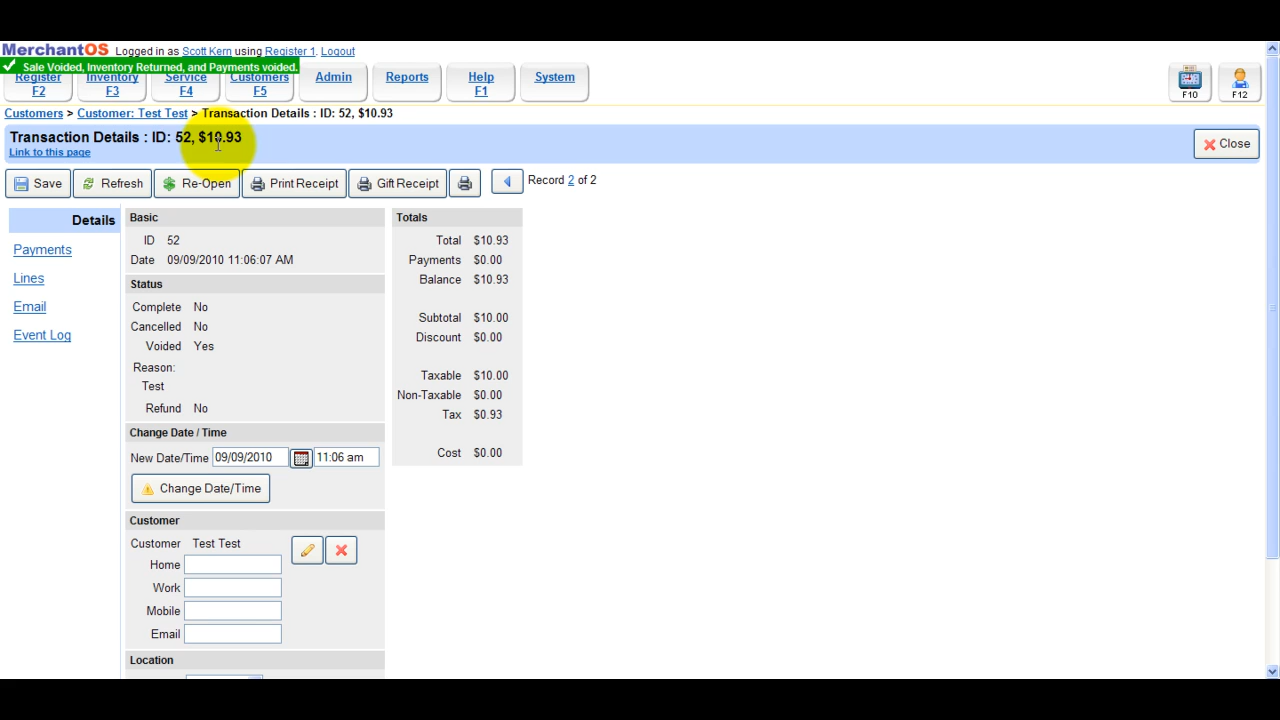 MerchantOS Logged in as Scott Kern using Register 1. Logout
Sale Voided, Inventory Returned, and Payments voided.
Register Inventory Service Customers Admin Reports Help System
F2 F3 F4 F5 F1
F10 F12
Customers > Customer: Test Test > Transaction Details : ID: 52, $10.93
Transaction Details : ID: 52, $10.93
Link to this page
Close
Save Refresh Re-Open Print Receipt Gift Receipt Record 2 of 2
Details
Payments
Lines
Email
Event Log
Basic
ID 52
Date 09/09/2010 11:06:07 AM
Status
Complete No
Cancelled No
Voided Yes
Reason:
Test
Refund No
Change Date / Time
New Date/Time 09/09/2010 11:06 am
Change Date/Time
Customer
Customer Test Test
Home
Work
Mobile
Email
Location
Totals
Total $10.93
Payments $0.00
Balance $10.93
Subtotal $10.00
Discount $0.00
Taxable $10.00
Non-Taxable $0.00
Tax $0.93
Cost $0.00